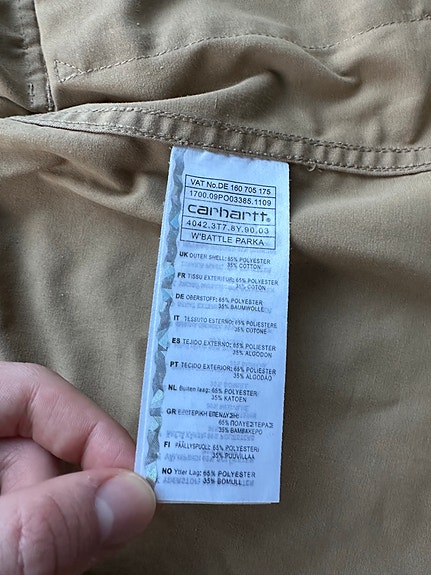 VAT No.DE 160 705 175
1700.09PO03385.1109
carhartt
4042.3T7.8Y.90.03
W'BATTLE PARKA
UK OUTER SHELL: 65% POLYESTER
35% COTTON
FR TISSU EXTERIEUR: 65% POLYESTER
35% COTON
DE OBERSTOFF: 65% POLYESTER
35% BAUMWOLLE
IT TESSUTO ESTERNO: 65% POLIESTERE
35% COTONE
ES TEJIDO EXTERIOR: 65% POLIESTER
35% ALGODON
PT TECIDO EXTERIOR: 65% POLIESTER
35% ALGODAO
NL Buiten laag: 65% POLYESTER
35% KATOEN
GR ΕΞΩΤΕΡΙΚΗ ΕΠΕΝΔΥΣΗ:
65% ΠΟΛΥΕΣΤΕΡΑΣ
35% ΒΑΜΒΑΚΕΡΟ
FI PÄÄLLYSPUOLI: 65% POLYESTERI
35% PUUVILLAA
NO Ytter Lag: 65% POLYESTER
35% BOMULL